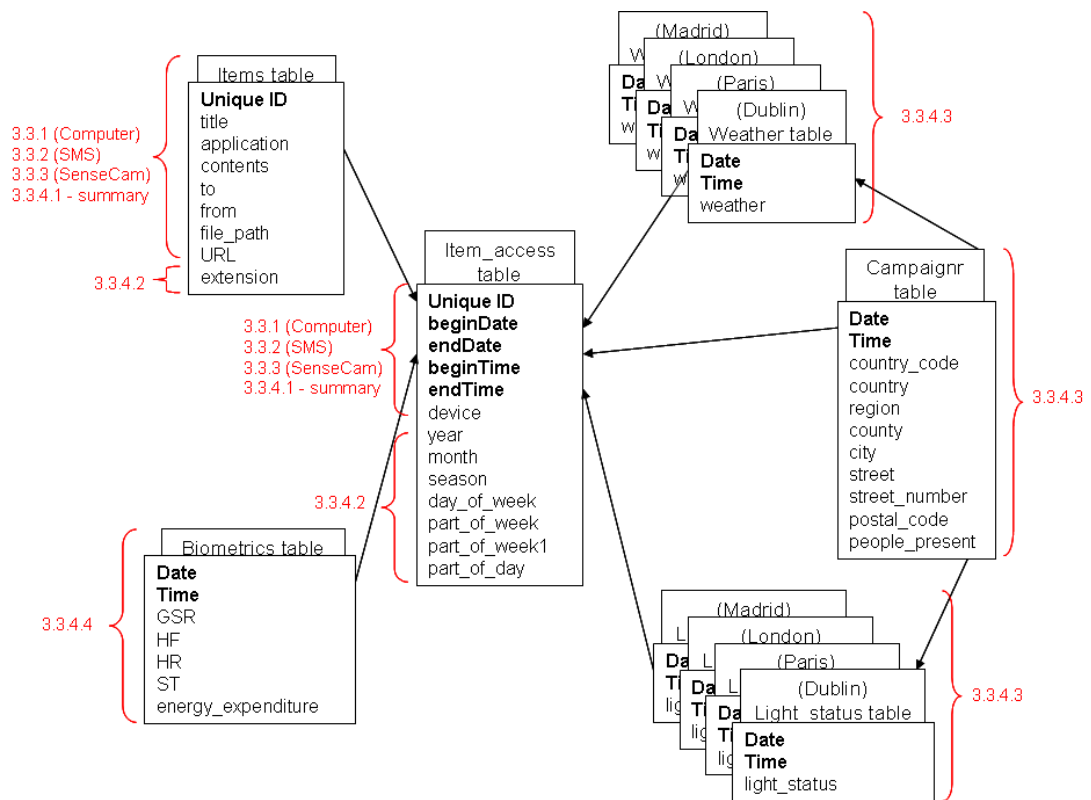 Items table
Unique ID
title
application
contents
to
from
file_path
URL
extension
3.3.1 (Computer)
3.3.2 (SMS)
3.3.3 (SenseCam)
3.3.4.1 - summary
3.3.4.2
Item_access
table
Unique ID
beginDate
endDate
beginTime
endTime
device
year
month
season
day_of_week
part_of_week
part_of_week1
part_of_day
3.3.1 (Computer)
3.3.2 (SMS)
3.3.3 (SenseCam)
3.3.4.1 - summary
3.3.4.2
Biometrics table
Date
Time
GSR
HF
HR
ST
energy_expenditure
3.3.4.4
(Madrid)
(London)
(Paris)
(Dublin)
Weather table
Date
Time
weather
3.3.4.3
Campaignr
table
Date
Time
country_code
country
region
county
city
street
street_number
postal_code
people_present
3.3.4.3
(Madrid)
(London)
(Paris)
(Dublin)
Light_status table
Date
Time
light_status
3.3.4.3